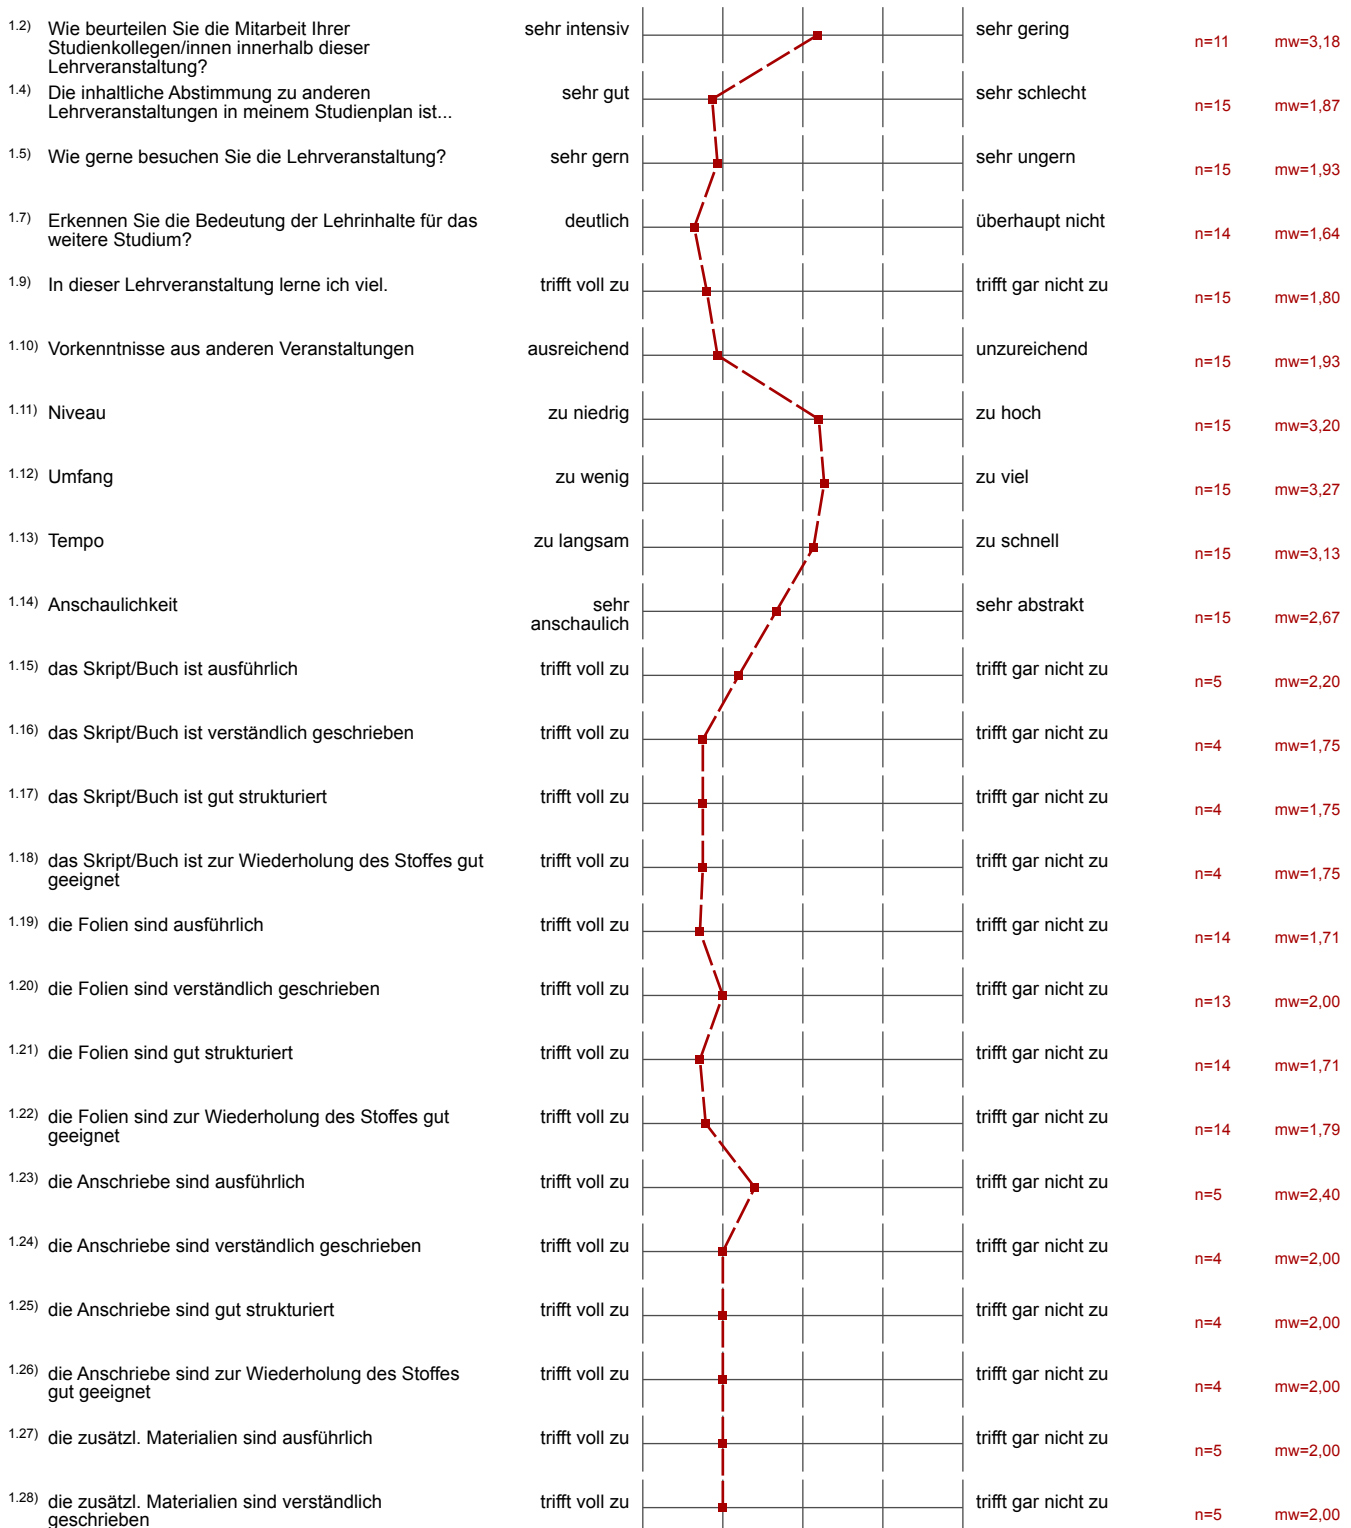 1.2) Wie beurteilen Sie die Mitarbeit Ihrer sehr intensiv sehr gering n=11 mw=3,18
Studienkollegen/innen innerhalb dieser
Lehrveranstaltung?
1.4) Die inhaltliche Abstimmung zu anderen sehr gut sehr schlecht n=15 mw=1,87
Lehrveranstaltungen in meinem Studienplan ist...
1.5) Wie gerne besuchen Sie die Lehrveranstaltung? sehr gern sehr ungern n=15 mw=1,93
1.7) Erkennen Sie die Bedeutung der Lehrinhalte für das deutlich überhaupt nicht n=14 mw=1,64
weitere Studium?
1.9) In dieser Lehrveranstaltung lerne ich viel. trifft voll zu trifft gar nicht zu n=15 mw=1,80
1.10) Vorkenntnisse aus anderen Veranstaltungen ausreichend unzureichend n=15 mw=1,93
1.11) Niveau zu niedrig zu hoch n=15 mw=3,20
1.12) Umfang zu wenig zu viel n=15 mw=3,27
1.13) Tempo zu langsam zu schnell n=15 mw=3,13
1.14) Anschaulichkeit sehr sehr abstrakt n=15 mw=2,67
anschaulich
1.15) das Skript/Buch ist ausführlich trifft voll zu trifft gar nicht zu n=5 mw=2,20
1.16) das Skript/Buch ist verständlich geschrieben trifft voll zu trifft gar nicht zu n=4 mw=1,75
1.17) das Skript/Buch ist gut strukturiert trifft voll zu trifft gar nicht zu n=4 mw=1,75
1.18) das Skript/Buch ist zur Wiederholung des Stoffes gut trifft voll zu trifft gar nicht zu n=4 mw=1,75
geeignet
1.19) die Folien sind ausführlich trifft voll zu trifft gar nicht zu n=14 mw=1,71
1.20) die Folien sind verständlich geschrieben trifft voll zu trifft gar nicht zu n=13 mw=2,00
1.21) die Folien sind gut strukturiert trifft voll zu trifft gar nicht zu n=14 mw=1,71
1.22) die Folien sind zur Wiederholung des Stoffes gut trifft voll zu trifft gar nicht zu n=14 mw=1,79
geeignet
1.23) die Anschriebe sind ausführlich trifft voll zu trifft gar nicht zu n=5 mw=2,40
1.24) die Anschriebe sind verständlich geschrieben trifft voll zu trifft gar nicht zu n=4 mw=2,00
1.25) die Anschriebe sind gut strukturiert trifft voll zu trifft gar nicht zu n=4 mw=2,00
1.26) die Anschriebe sind zur Wiederholung des Stoffes trifft voll zu trifft gar nicht zu n=4 mw=2,00
gut geeignet
1.27) die zusätzl. Materialien sind ausführlich trifft voll zu trifft gar nicht zu n=5 mw=2,00
1.28) die zusätzl. Materialien sind verständlich trifft voll zu trifft gar nicht zu n=5 mw=2,00
geschrieben